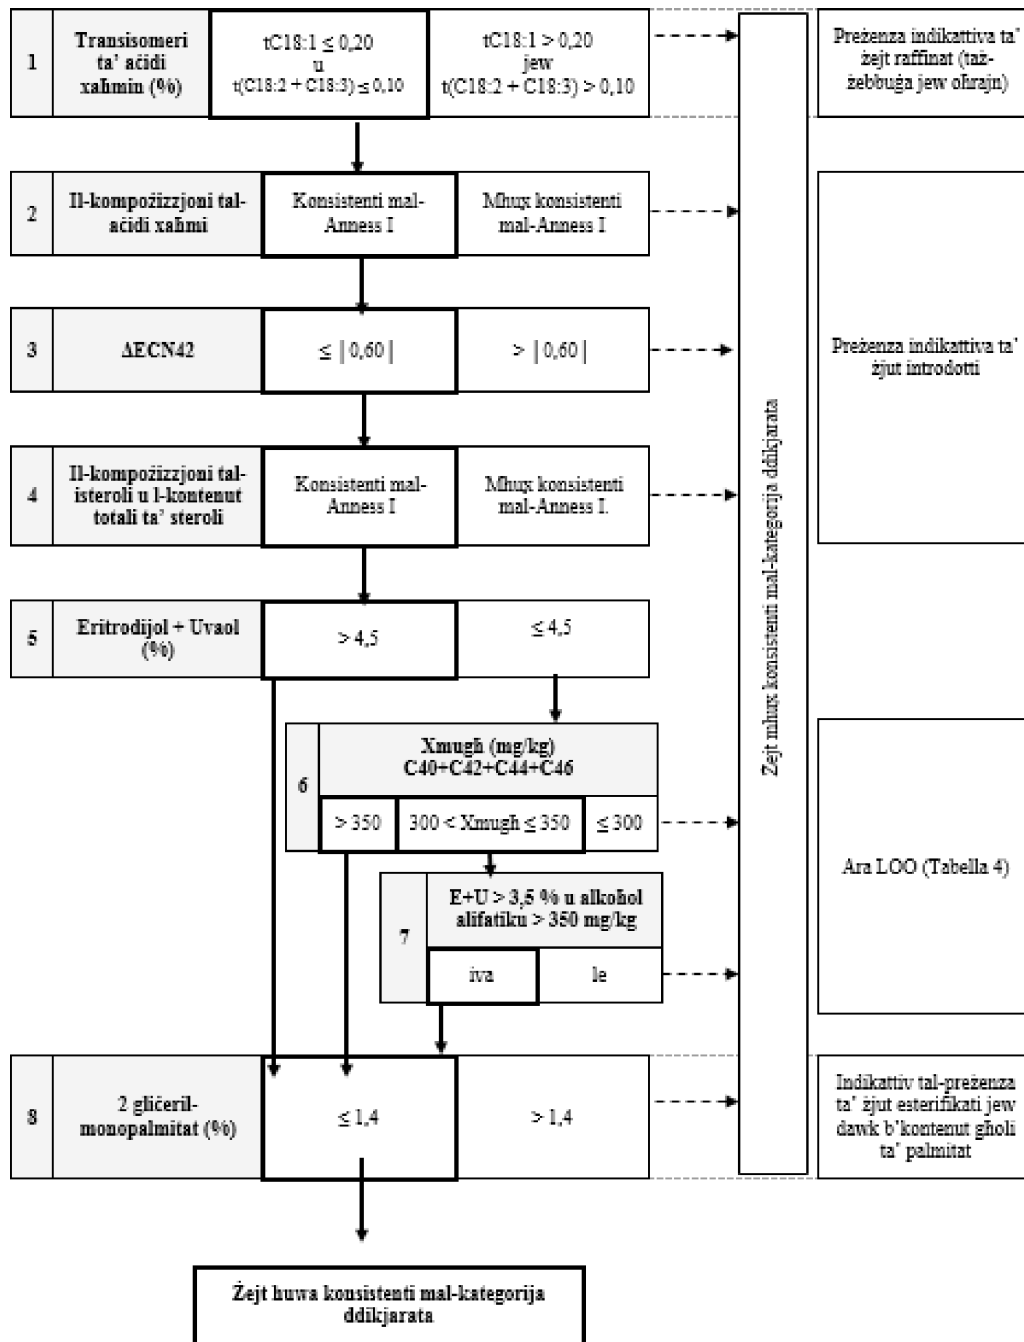 1
Transisomeri
ta’ aċidi
xaħmin (%)
tC18:1 ≤ 0,20
u
t(C18:2 + C18:3) ≤ 0,10
tC18:1 > 0,20
jew
t(C18:2 + C18:3) > 0,10
Preżenza indikattiva ta’
żejt raffinat (taż-
żebbuġa jew oħrajn)
2
Il-kompożizzjoni tal-
aċidi xaħmi
Konsistenti mal-
Anness I
Mhux konsistenti
mal-Anness I
3
ΔECN42
≤ | 0,60 |
> | 0,60 |
Preżenza indikattiva ta’
żjut introdotti
4
Il-kompożizzjoni tal-
isteroli u l-kontenut
totali ta’ steroli
Konsistenti mal-
Anness I
Mhux konsistenti
mal-Anness I.
Żejt mhux konsistenti mal-kategorija ddikjarata
5
Eritrodijol + Uvaol
(%)
> 4,5
≤ 4,5
6
Xmugħ (mg/kg)
C40+C42+C44+C46
> 350
300 < Xmugħ ≤ 350
≤ 300
Ara LOO (Tabella 4)
7
E+U > 3,5 % u alkoħol
alifatiku > 350 mg/kg
iva
le
8
2 gliċeril-
monopalmitat (%)
≤ 1,4
> 1,4
Indikattiv tal-preżenza
ta’ żjut esterifikati jew
dawk b’kontenut għoli
ta’ palmitat
Żejt huwa konsistenti mal-kategorija
ddikjarata